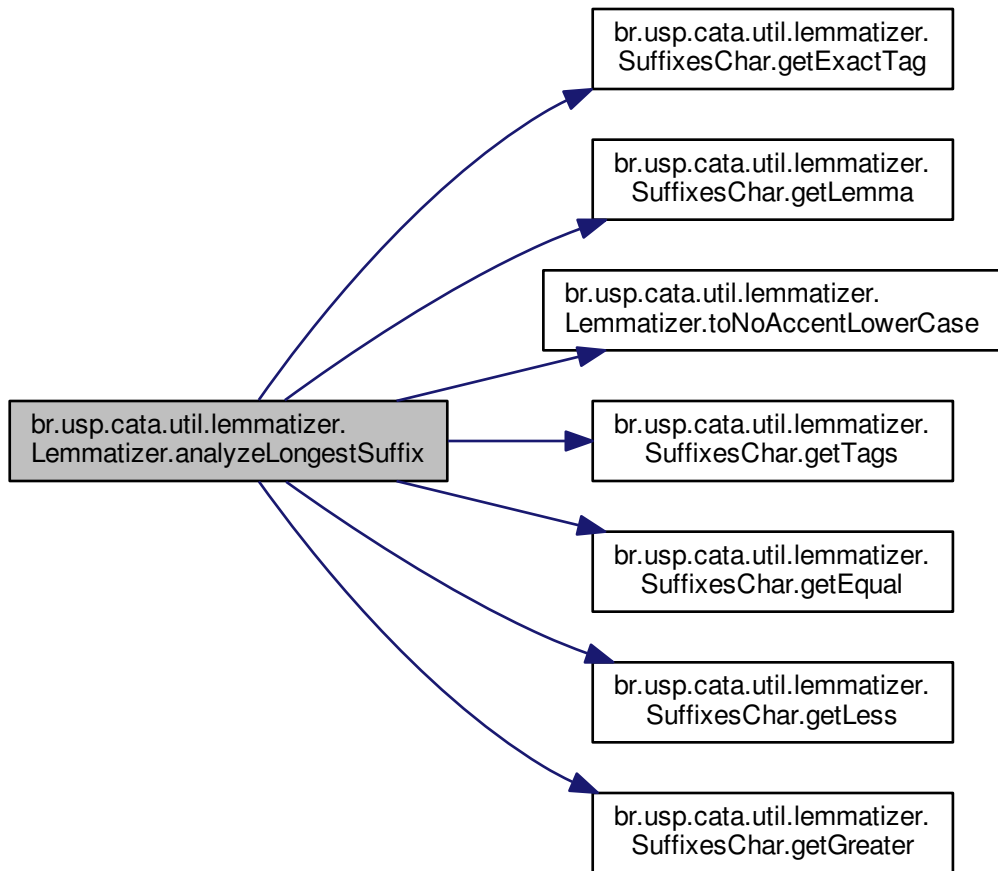 br.usp.cata.util.lemmatizer.
SuffixesChar.getExactTag
br.usp.cata.util.lemmatizer.
SuffixesChar.getLemma
br.usp.cata.util.lemmatizer.
Lemmatizer.toNoAccentLowerCase
br.usp.cata.util.lemmatizer.
Lemmatizer.analyzeLongestSuffix
br.usp.cata.util.lemmatizer.
SuffixesChar.getTags
br.usp.cata.util.lemmatizer.
SuffixesChar.getEqual
br.usp.cata.util.lemmatizer.
SuffixesChar.getLess
br.usp.cata.util.lemmatizer.
SuffixesChar.getGreater